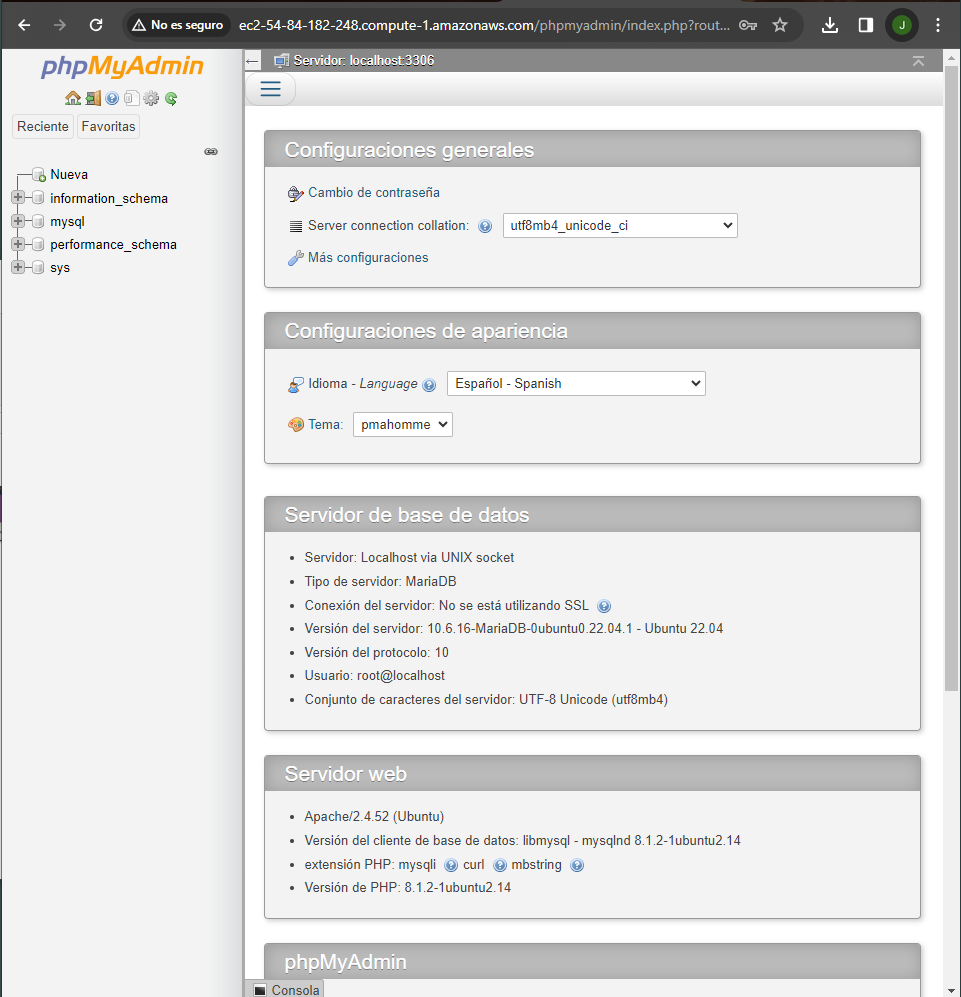 No es seguro
ec2-54-84-182-248.compute-1.amazonaws.com/phpmyadmin/index.php?rout...
J
phpMyAdmin
Reciente
Favoritas
Nueva
information_schema
mysql
performance_schema
sys
Servidor: localhost:3306
Configuraciones generales
Cambio de contraseña
Server connection collation: utf8mb4_unicode_ci
Más configuraciones
Configuraciones de apariencia
Idioma - Language Español - Spanish
Tema: pmahomme
Servidor de base de datos
Servidor: Localhost via UNIX socket
Tipo de servidor: MariaDB
Conexión del servidor: No se está utilizando SSL
Versión del servidor: 10.6.16-MariaDB-0ubuntu0.22.04.1 - Ubuntu 22.04
Versión del protocolo: 10
Usuario: root@localhost
Conjunto de caracteres del servidor: UTF-8 Unicode (utf8mb4)
Servidor web
Apache/2.4.52 (Ubuntu)
Versión del cliente de base de datos: libmysql - mysqlnd 8.1.2-1ubuntu2.14
extensión PHP: mysqli curl mbstring
Versión de PHP: 8.1.2-1ubuntu2.14
phpMyAdmin
Consola